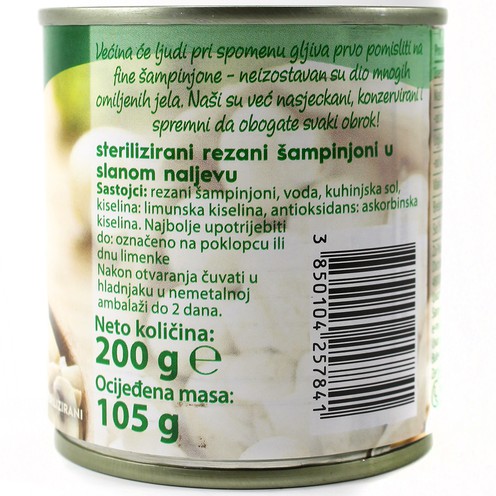 Većina će ljudi pri spomenu gljiva prvo pomisliti na
fine šampinjone - neizostavan su dio mnogih
omiljenih jela. Naši su već nasjeckani, konzervirani i
spremni da obogate svaki obrok!
sterilizirani rezani šampinjoni u
slanom naljevu
Sastojci: rezani šampinjoni, voda, kuhinjska sol,
kiselina: limunska kiselina, antioksidans: askorbinska
kiselina. Najbolje upotrijebiti
do: označeno na poklopcu ili
dnu limenke
Nakon otvaranja čuvati u
hladnjaku u nemetalnoj
ambalaži do 2 dana.
Neto količina:
200 g ℮
Ocijeđena masa:
105 g
3 850104 257841